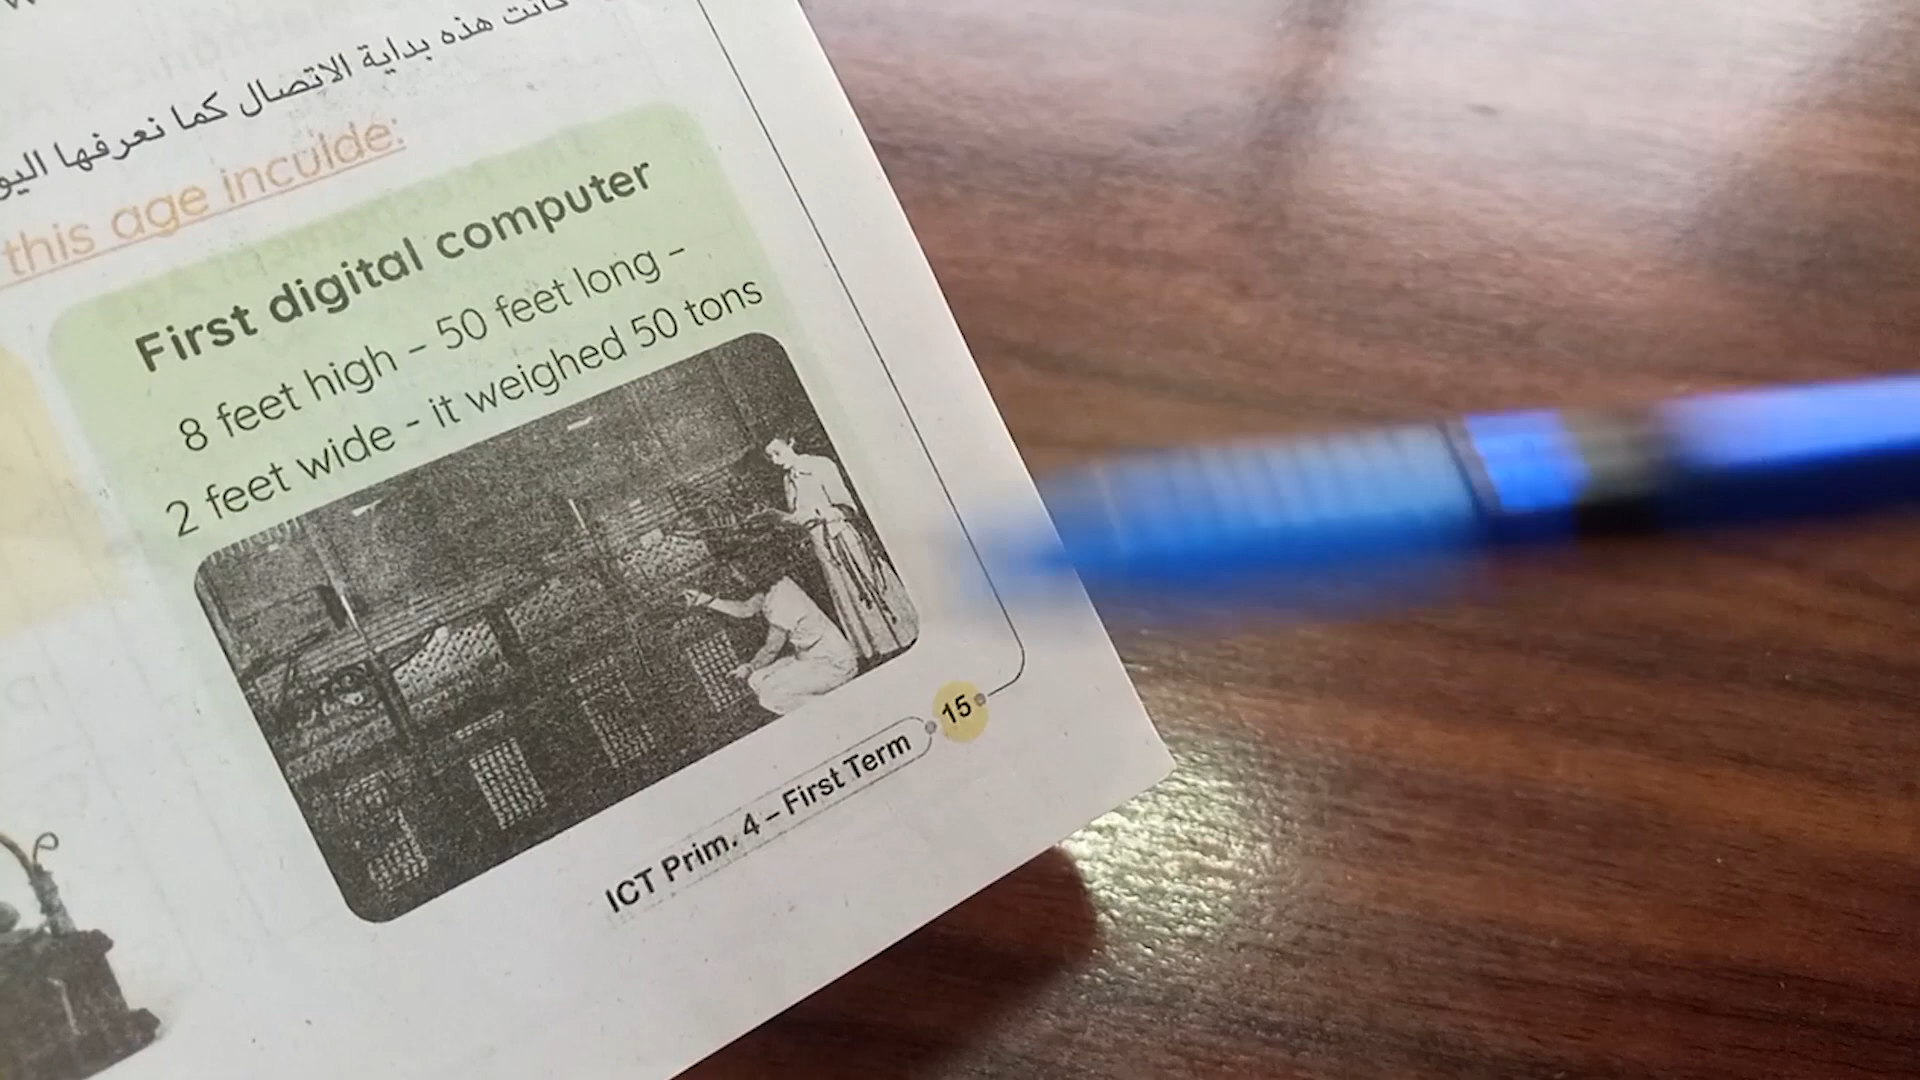 كانت هذه بداية الاتصال كما نعرفها
this age inculde:
First digital computer
8 feet high – 50 feet long –
2 feet wide - it weighed 50 tons
ICT Prim. 4 – First Term
15